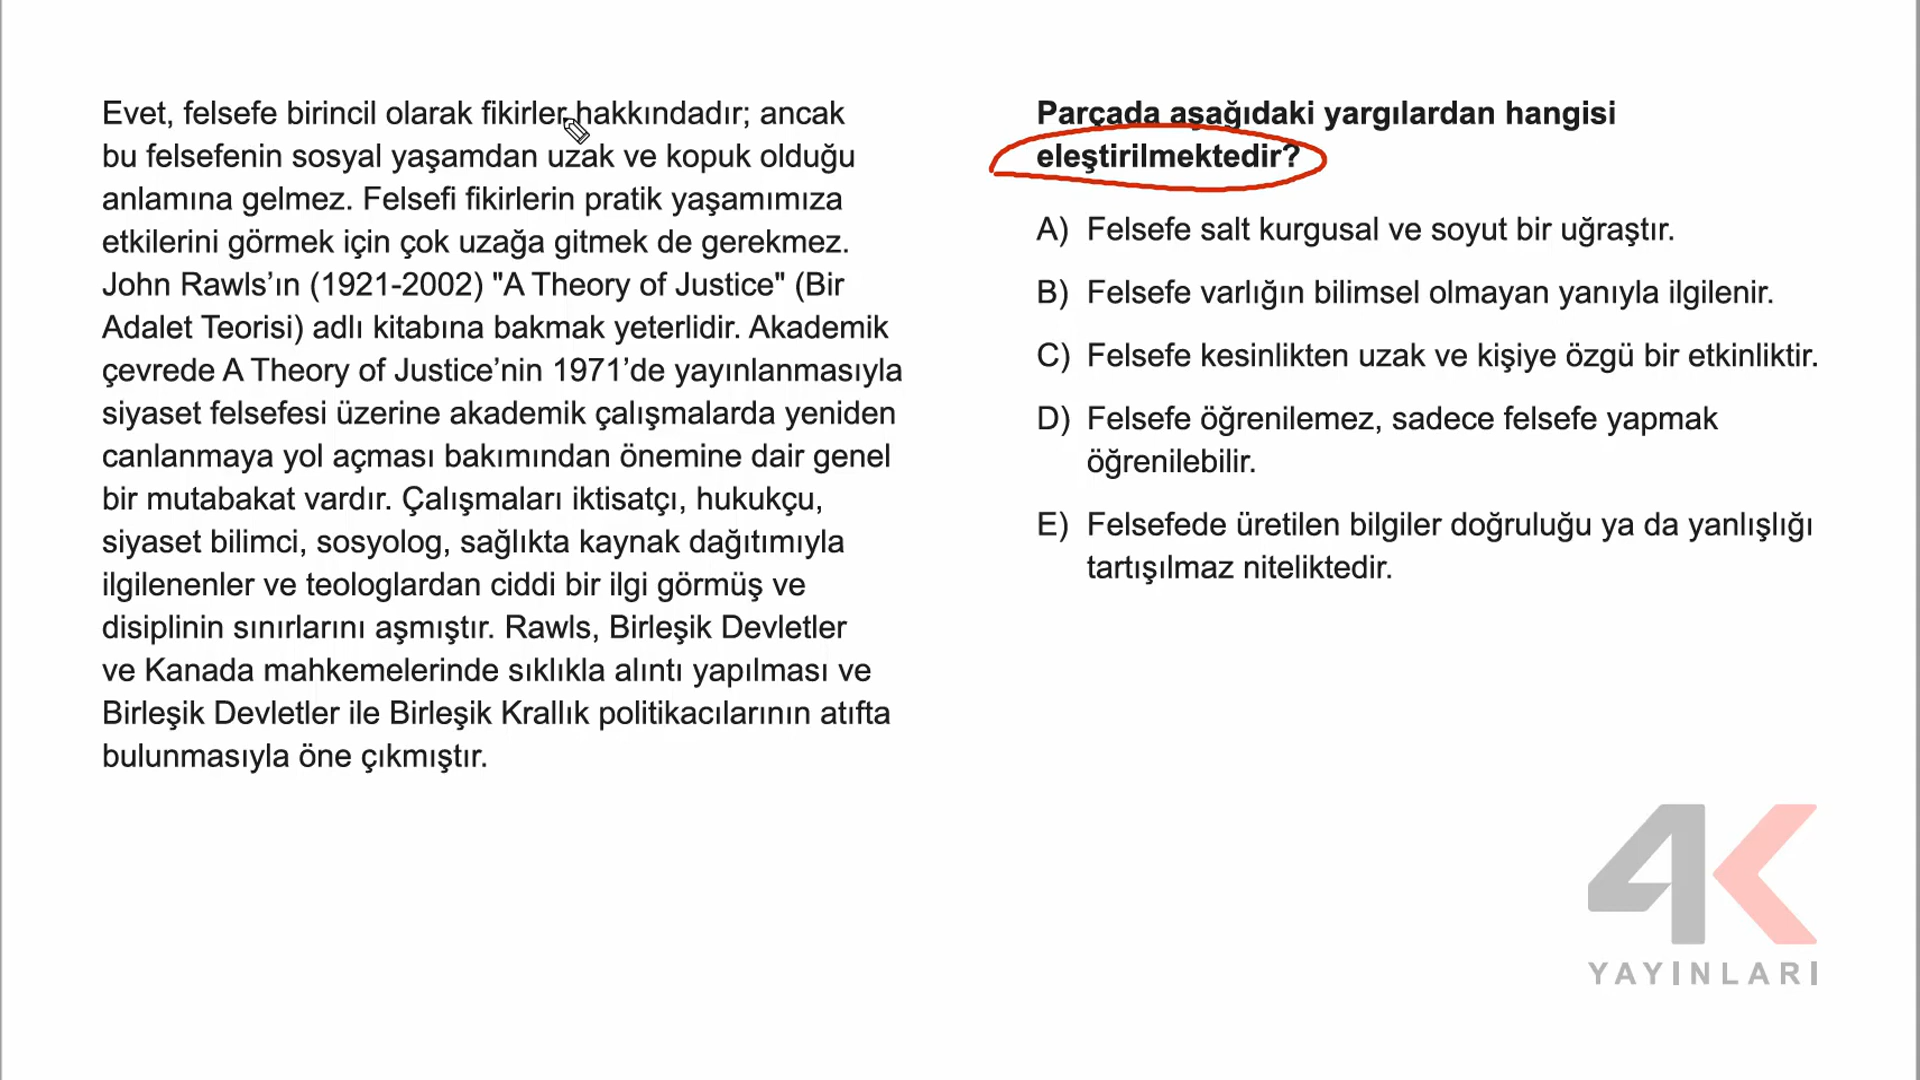 Evet, felsefe birincil olarak fikirler hakkındadır; ancak
bu felsefenin sosyal yaşamdan uzak ve kopuk olduğu
anlamına gelmez. Felsefi fikirlerin pratik yaşamımıza
etkilerini görmek için çok uzağa gitmek de gerekmez.
John Rawls’ın (1921-2002) "A Theory of Justice" (Bir
Adalet Teorisi) adlı kitabına bakmak yeterlidir. Akademik
çevrede A Theory of Justice’nin 1971’de yayınlanmasıyla
siyaset felsefesi üzerine akademik çalışmalarda yeniden
canlanmaya yol açması bakımından önemine dair genel
bir mutabakat vardır. Çalışmaları iktisatçı, hukukçu,
siyaset bilimci, sosyolog, sağlıkta kaynak dağıtımıyla
ilgilenenler ve teologlardan ciddi bir ilgi görmüş ve
disiplinin sınırlarını aşmıştır. Rawls, Birleşik Devletler
ve Kanada mahkemelerinde sıklıkla alıntı yapılması ve
Birleşik Devletler ile Birleşik Krallık politikacılarının atıfta
bulunmasıyla öne çıkmıştır.
Parçada aşağıdaki yargılardan hangisi
eleştirilmektedir?
A) Felsefe salt kurgusal ve soyut bir uğraştır.
B) Felsefe varlığın bilimsel olmayan yanıyla ilgilenir.
C) Felsefe kesinlikten uzak ve kişiye özgü bir etkinliktir.
D) Felsefe öğrenilemez, sadece felsefe yapmak
öğrenilebilir.
E) Felsefede üretilen bilgiler doğruluğu ya da yanlışlığı
tartışılmaz niteliktedir.
4K
YAYINLARI